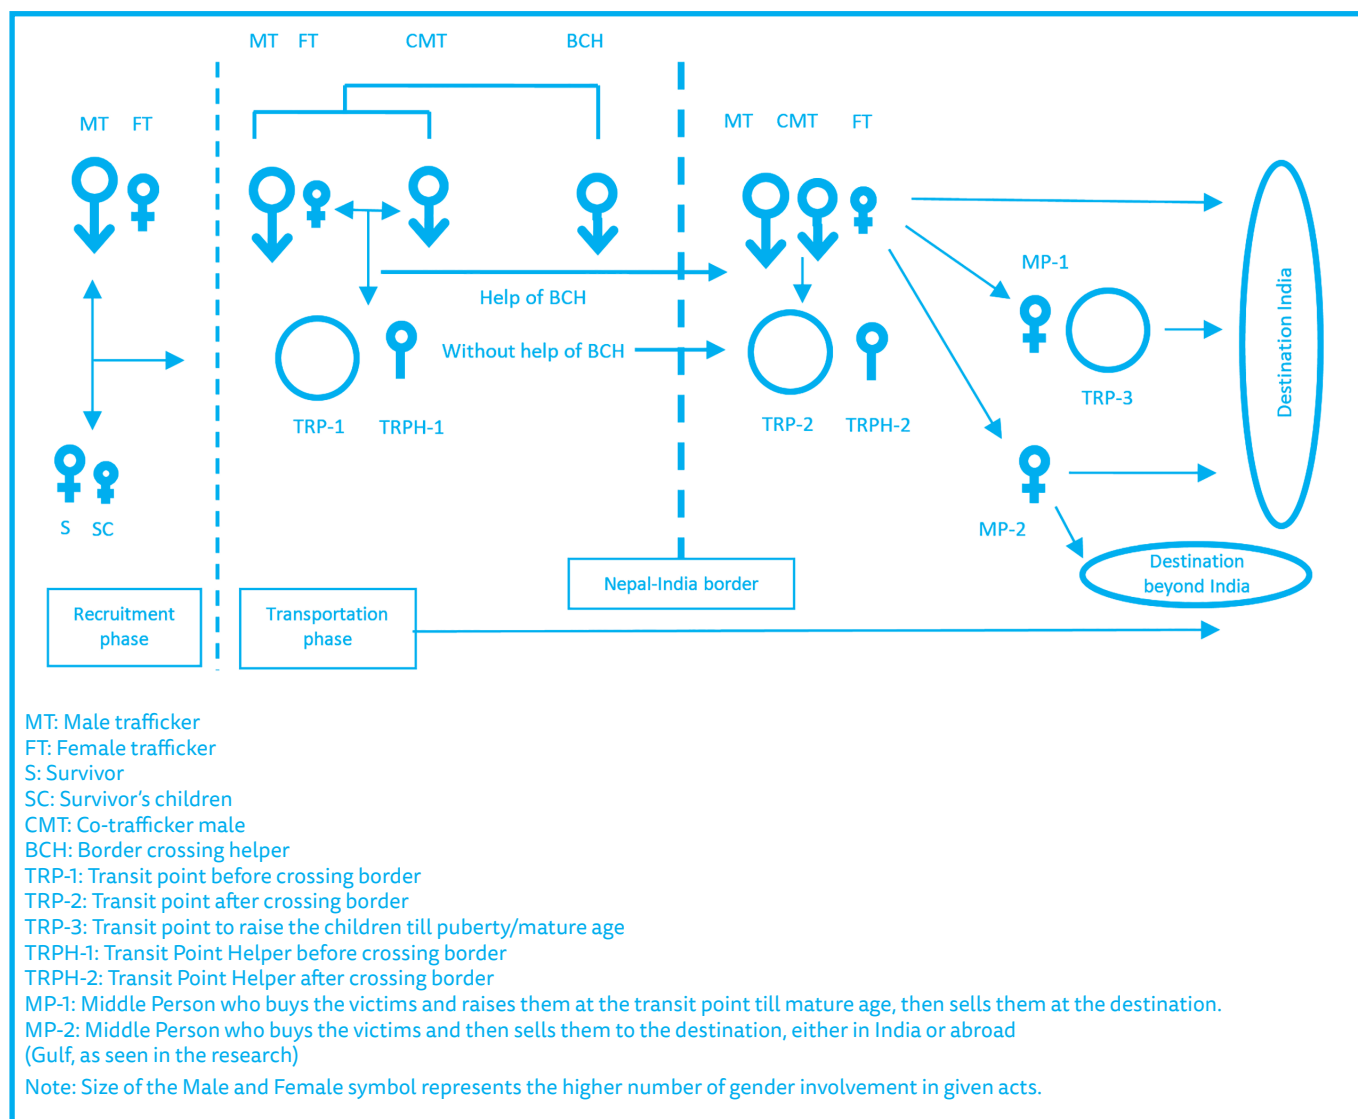 MT FT CMT BCH
MT FT
MT CMT FT
MP-1
Help of BCH
Without help of BCH
TRP-1 TRPH-1
TRP-2 TRPH-2
TRP-3
Destination India
S SC
MP-2
Destination
beyond India
Nepal-India border
Recruitment
phase
Transportation
phase
MT: Male trafficker
FT: Female trafficker
S: Survivor
SC: Survivor's children
CMT: Co-trafficker male
BCH: Border crossing helper
TRP-1: Transit point before crossing border
TRP-2: Transit point after crossing border
TRP-3: Transit point to raise the children till puberty/mature age
TRPH-1: Transit Point Helper before crossing border
TRPH-2: Transit Point Helper after crossing border
MP-1: Middle Person who buys the victims and raises them at the transit point till mature age, then sells them at the destination.
MP-2: Middle Person who buys the victims and then sells them to the destination, either in India or abroad
(Gulf, as seen in the research)
Note: Size of the Male and Female symbol represents the higher number of gender involvement in given acts.